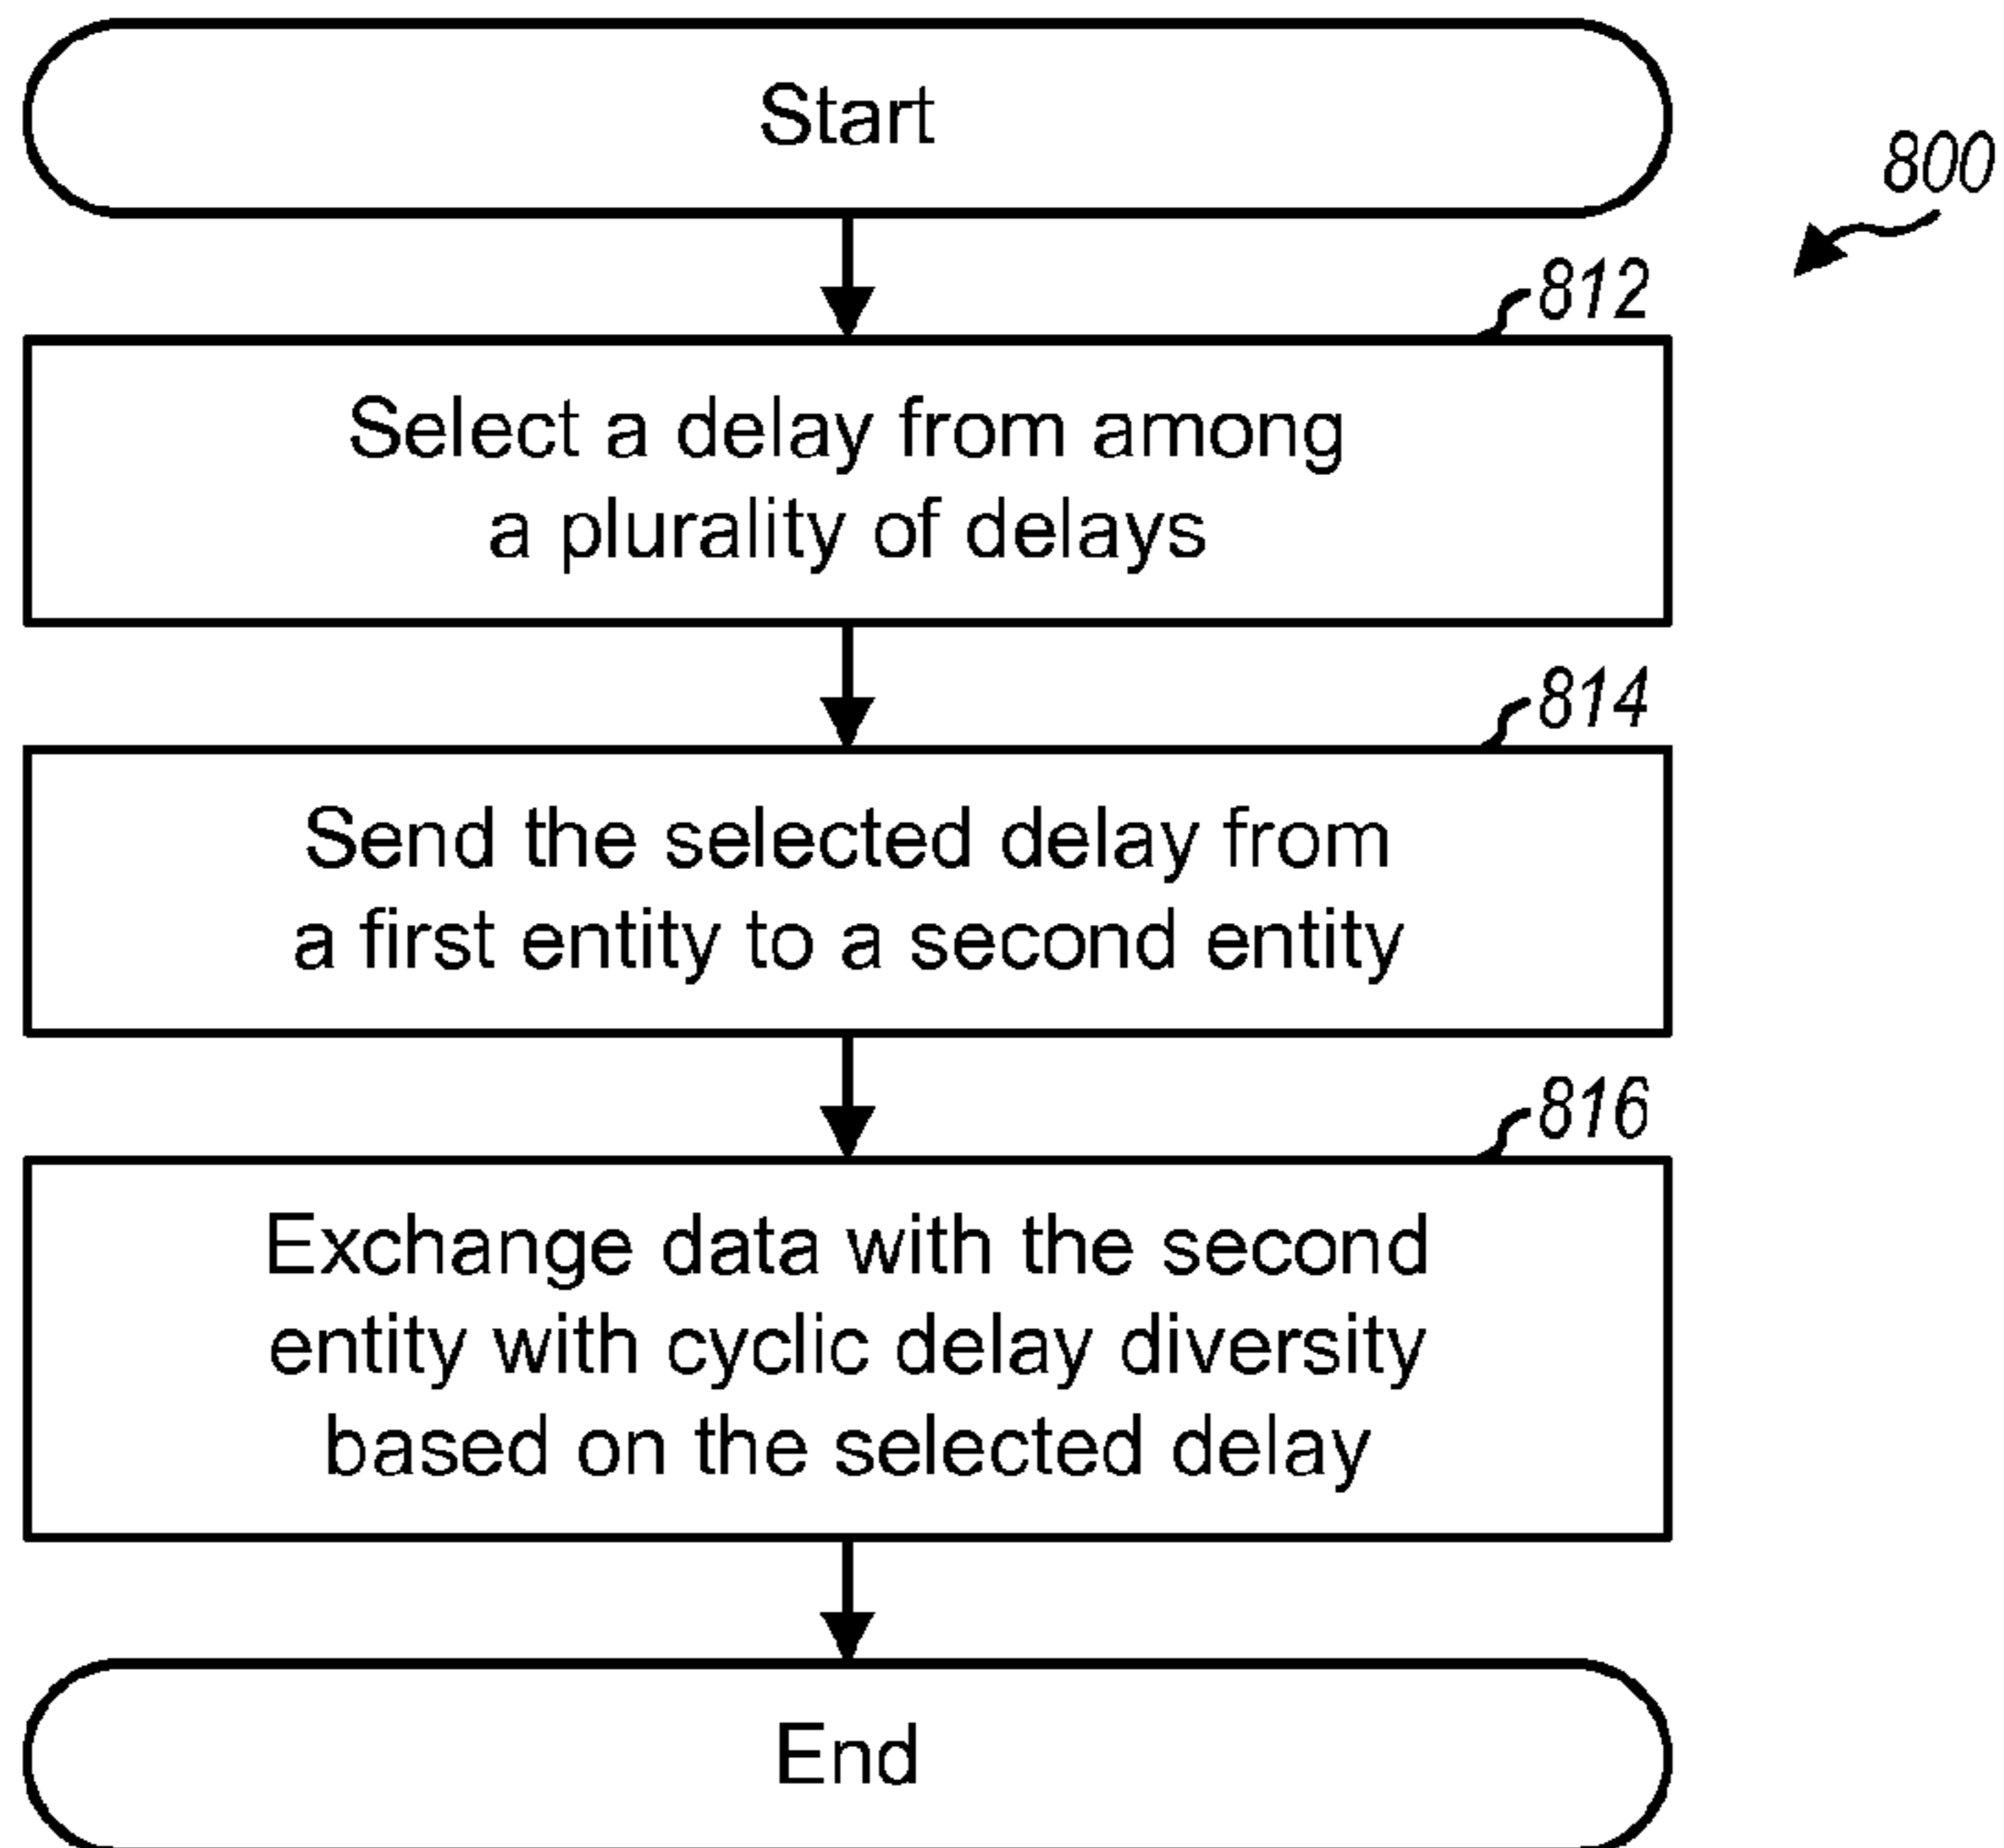 Start
800
812
Select a delay from among
a plurality of delays
814
Send the selected delay from
a first entity to a second entity
816
Exchange data with the second
entity with cyclic delay diversity
based on the selected delay
End